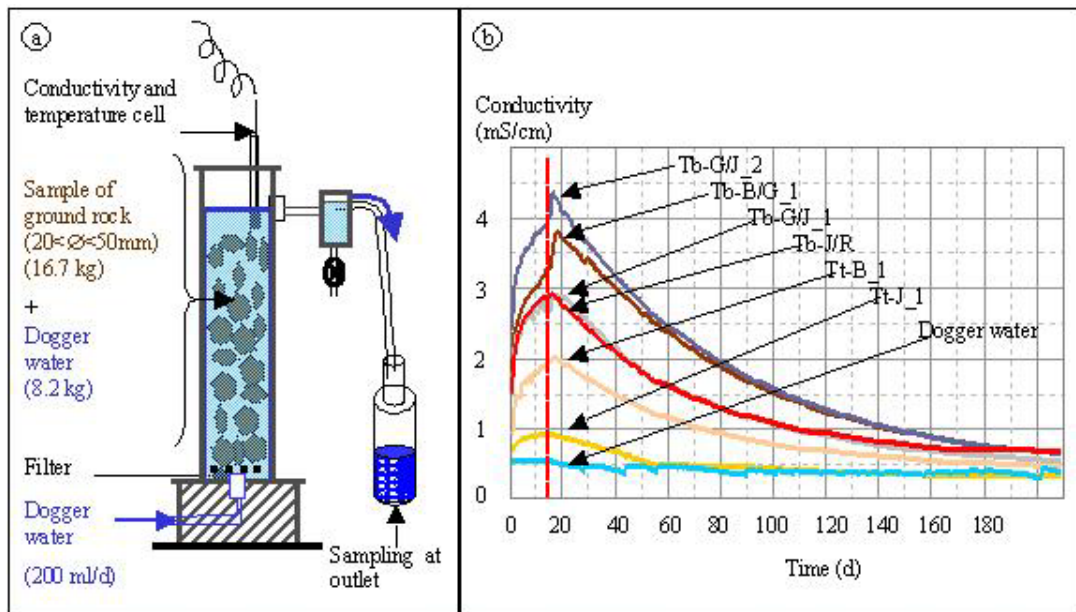 a
Conductivity and
temperature cell
Sample of
ground rock
(20<Ø<50mm)
(16.7 kg)
+
Dogger
water
(8.2 kg)
Filter
Dogger
water
(200 ml/d)
Sampling at
outlet
b
Conductivity
(mS/cm)
Tb-G/J_2
Tb-B/G_1
Tb-G/J_1
Tb-J/R
Tt-B_1
Tt-J_1
Dogger water
4
3
2
1
0
0 20 40 60 80 100 120 140 160 180
Time (d)